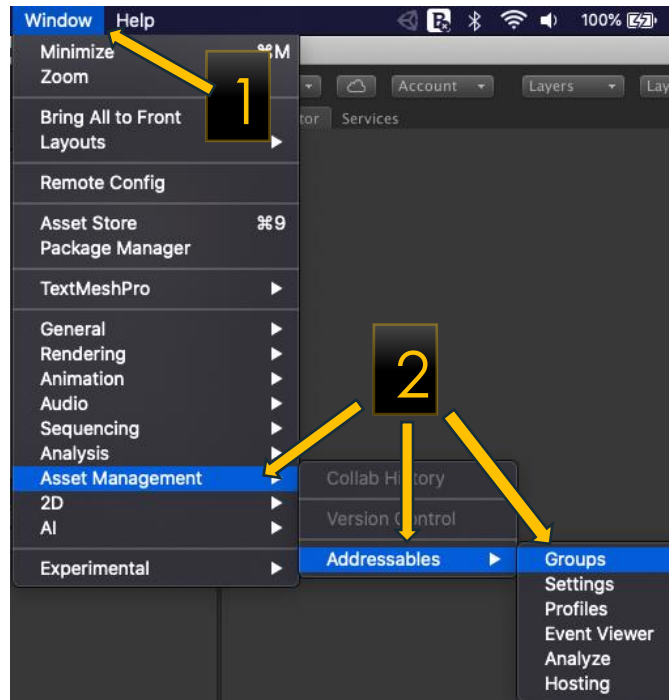 Window Help 100%
1
Account Layers Lay
tor Services
Minimize ⌘M
Zoom
Bring All to Front
Layouts
Remote Config
Asset Store ⌘9
Package Manager
TextMeshPro
General
Rendering
Animation
Audio
Sequencing
Analysis
Asset Management
2D
AI
Experimental
2
Collab History
Version Control
Addressables
Groups
Settings
Profiles
Event Viewer
Analyze
Hosting